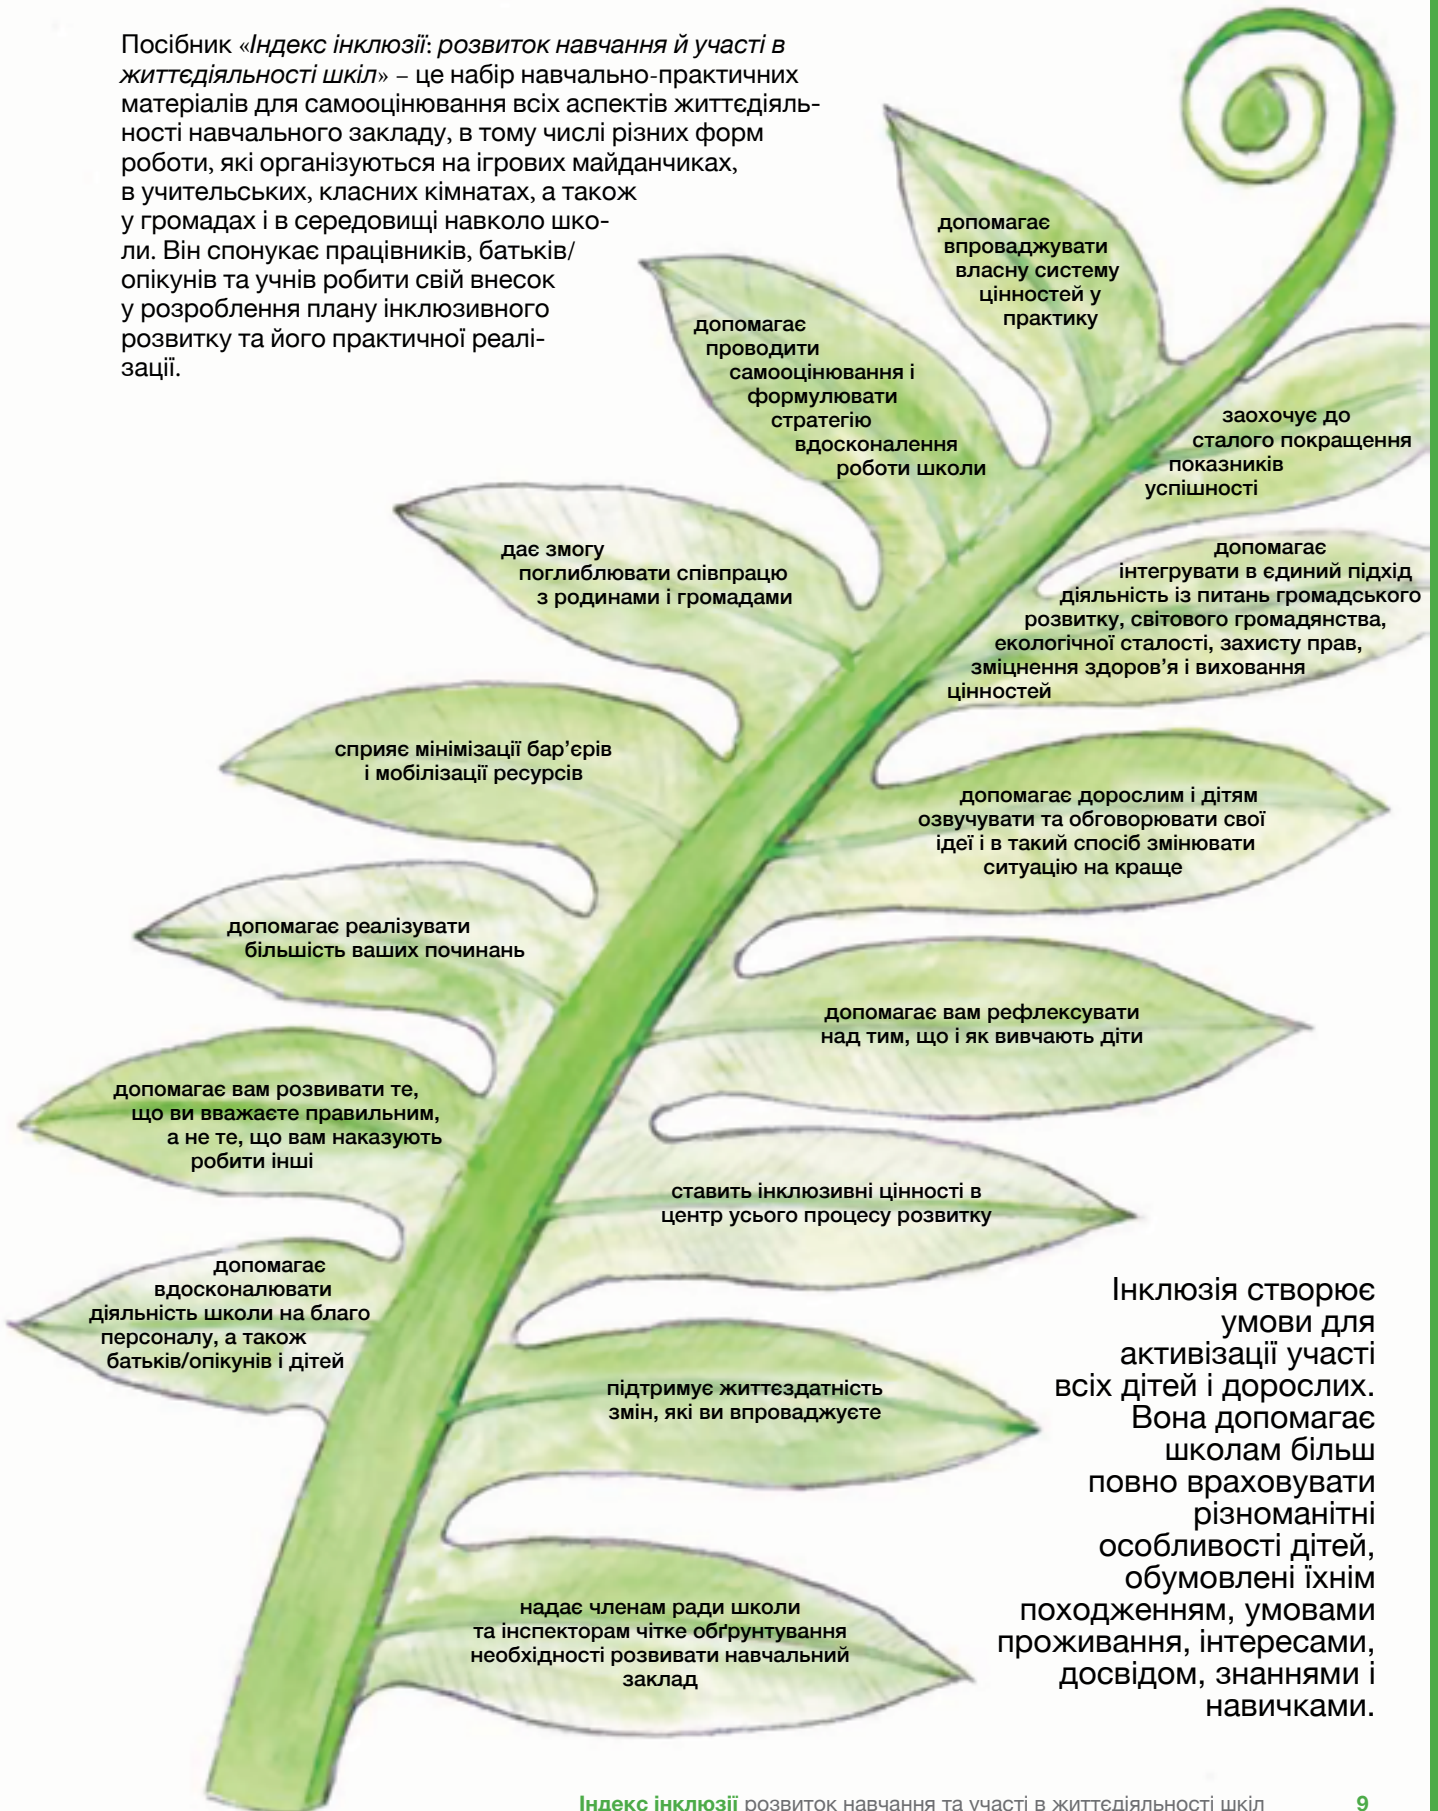 Посібник «Індекс інклюзії: розвиток навчання й участі в
життєдіяльності шкіл» – це набір навчально-практичних
матеріалів для самооцінювання всіх аспектів життєдіяль-
ності навчального закладу, в тому числі різних форм
роботи, які організуються на ігрових майданчиках,
в учительських, класних кімнатах, а також
у громадах і в середовищі навколо шко-
ли. Він спонукає працівників, батьків/
опікунів та учнів робити свій внесок
у розроблення плану інклюзивного
розвитку та його практичної реалі-
зації.
допомагає
впроваджувати
власну систему
цінностей у
практику
допомагає
проводити
самооцінювання і
формулювати
стратегію
вдосконалення
роботи школи
заохочує до
сталого покращення
показників
успішності
дає змогу
поглиблювати співпрацю
з родинами і громадами
допомагає
інтегрувати в єдиний підхід
діяльність із питань громадського
розвитку, світового громадянства,
екологічної сталості, захисту прав,
зміцнення здоров’я і виховання
цінностей
сприяє мінімізації бар’єрів
і мобілізації ресурсів
допомагає дорослим і дітям
озвучувати та обговорювати свої
ідеї і в такий спосіб змінювати
ситуацію на краще
допомагає реалізувати
більшість ваших починань
допомагає вам рефлексувати
над тим, що і як вивчають діти
допомагає вам розвивати те,
що ви вважаєте правильним,
а не те, що вам наказують
робити інші
ставить інклюзивні цінності в
центр усього процесу розвитку
допомагає
вдосконалювати
діяльність школи на благо
персоналу, а також
батьків/опікунів і дітей
підтримує життєздатність
змін, які ви впроваджуєте
надає членам ради школи
та інспекторам чітке обґрунтування
необхідності розвивати навчальний
заклад
Інклюзія створює
умови для
активізації участі
всіх дітей і дорослих.
Вона допомагає
школам більш
повно враховувати
різноманітні
особливості дітей,
обумовлені їхнім
походженням, умовами
проживання, інтересами,
досвідом, знаннями і
навичками.
Індекс інклюзії розвиток навчання та участі в життєдіяльності шкіл 9